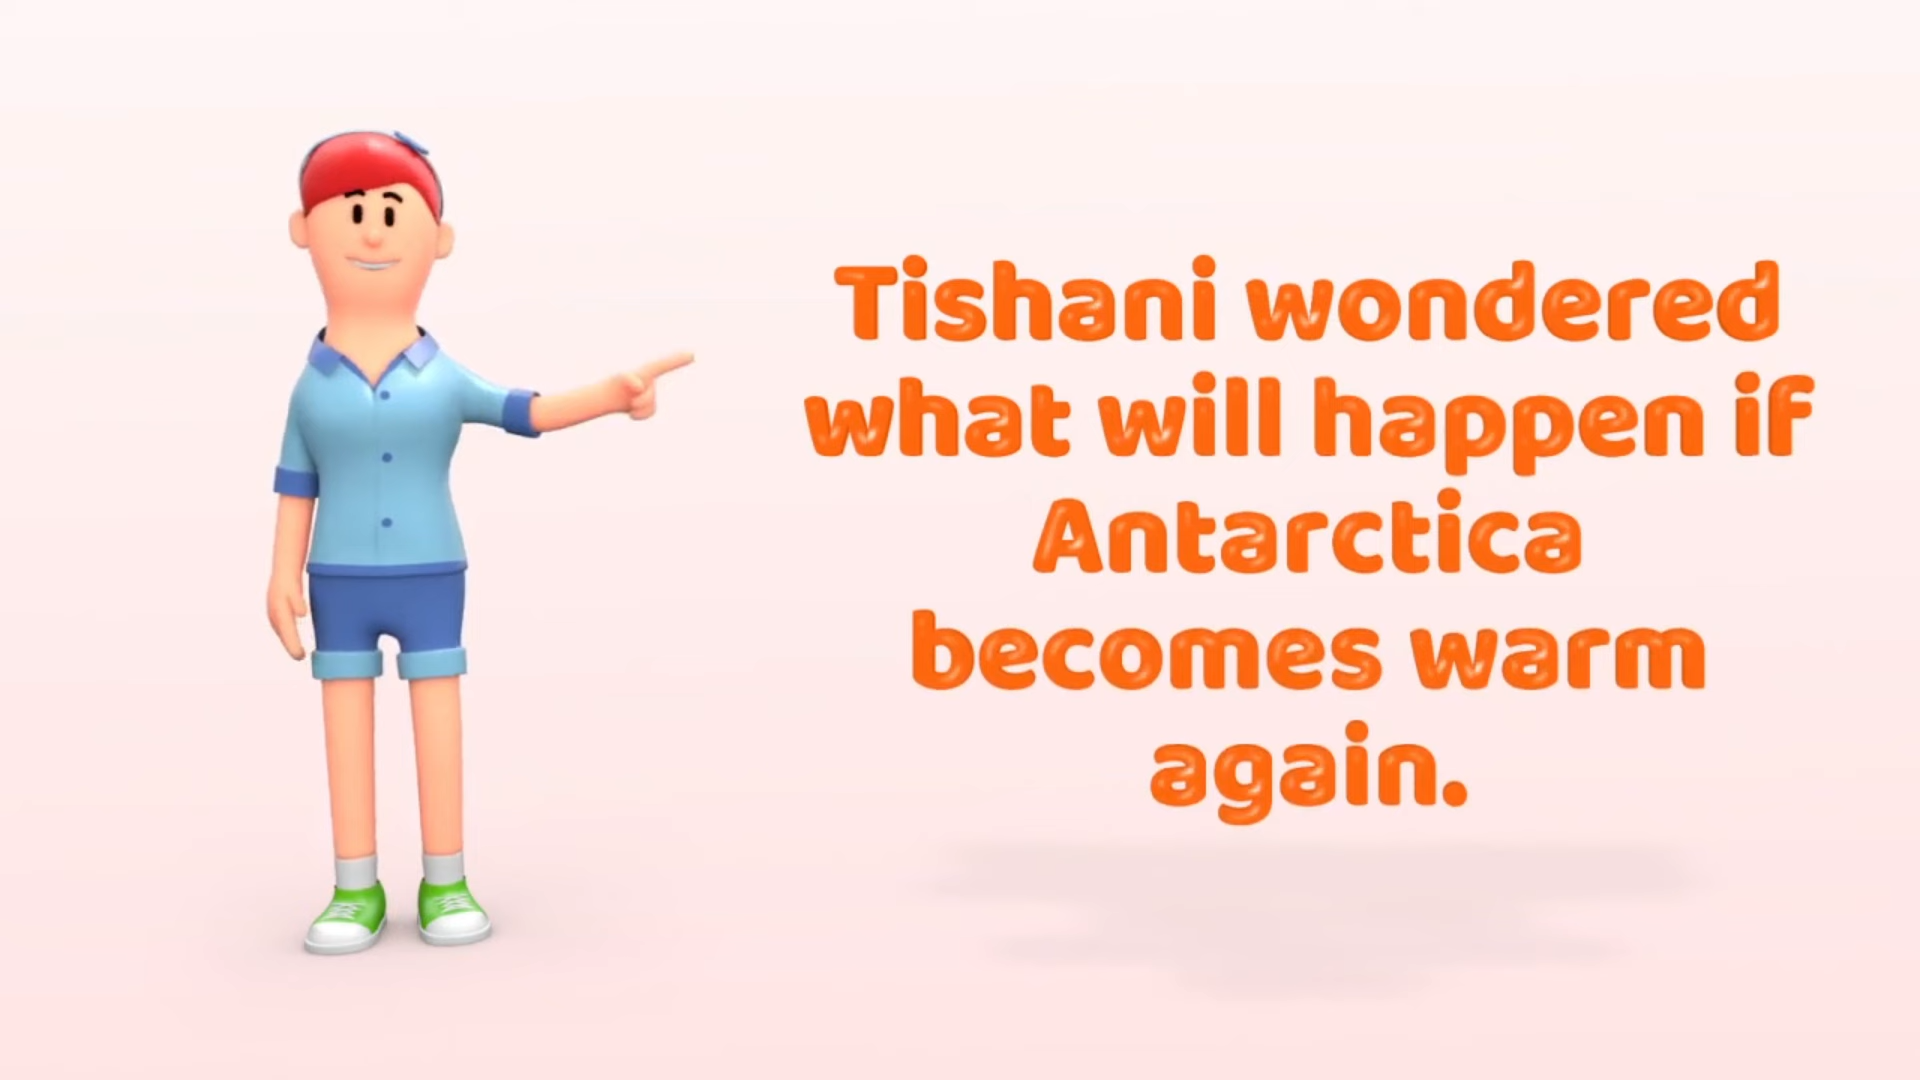 Tishani wondered
what will happen if
Antarctica
becomes warm
again.